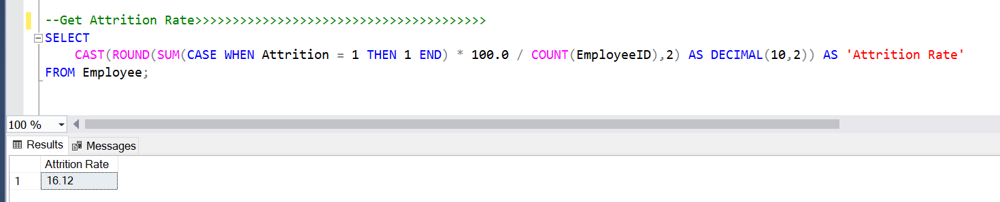 --Get Attrition Rate>>>>>>>>>>>>>>>>>>>>>>>>>>>>>>>>>>>>>>>
SELECT
CAST(ROUND(SUM(CASE WHEN Attrition = 1 THEN 1 END) * 100.0 / COUNT(EmployeeID),2) AS DECIMAL(10,2)) AS 'Attrition Rate'
FROM Employee;
100 %
Results Messages
Attrition Rate
1 16.12